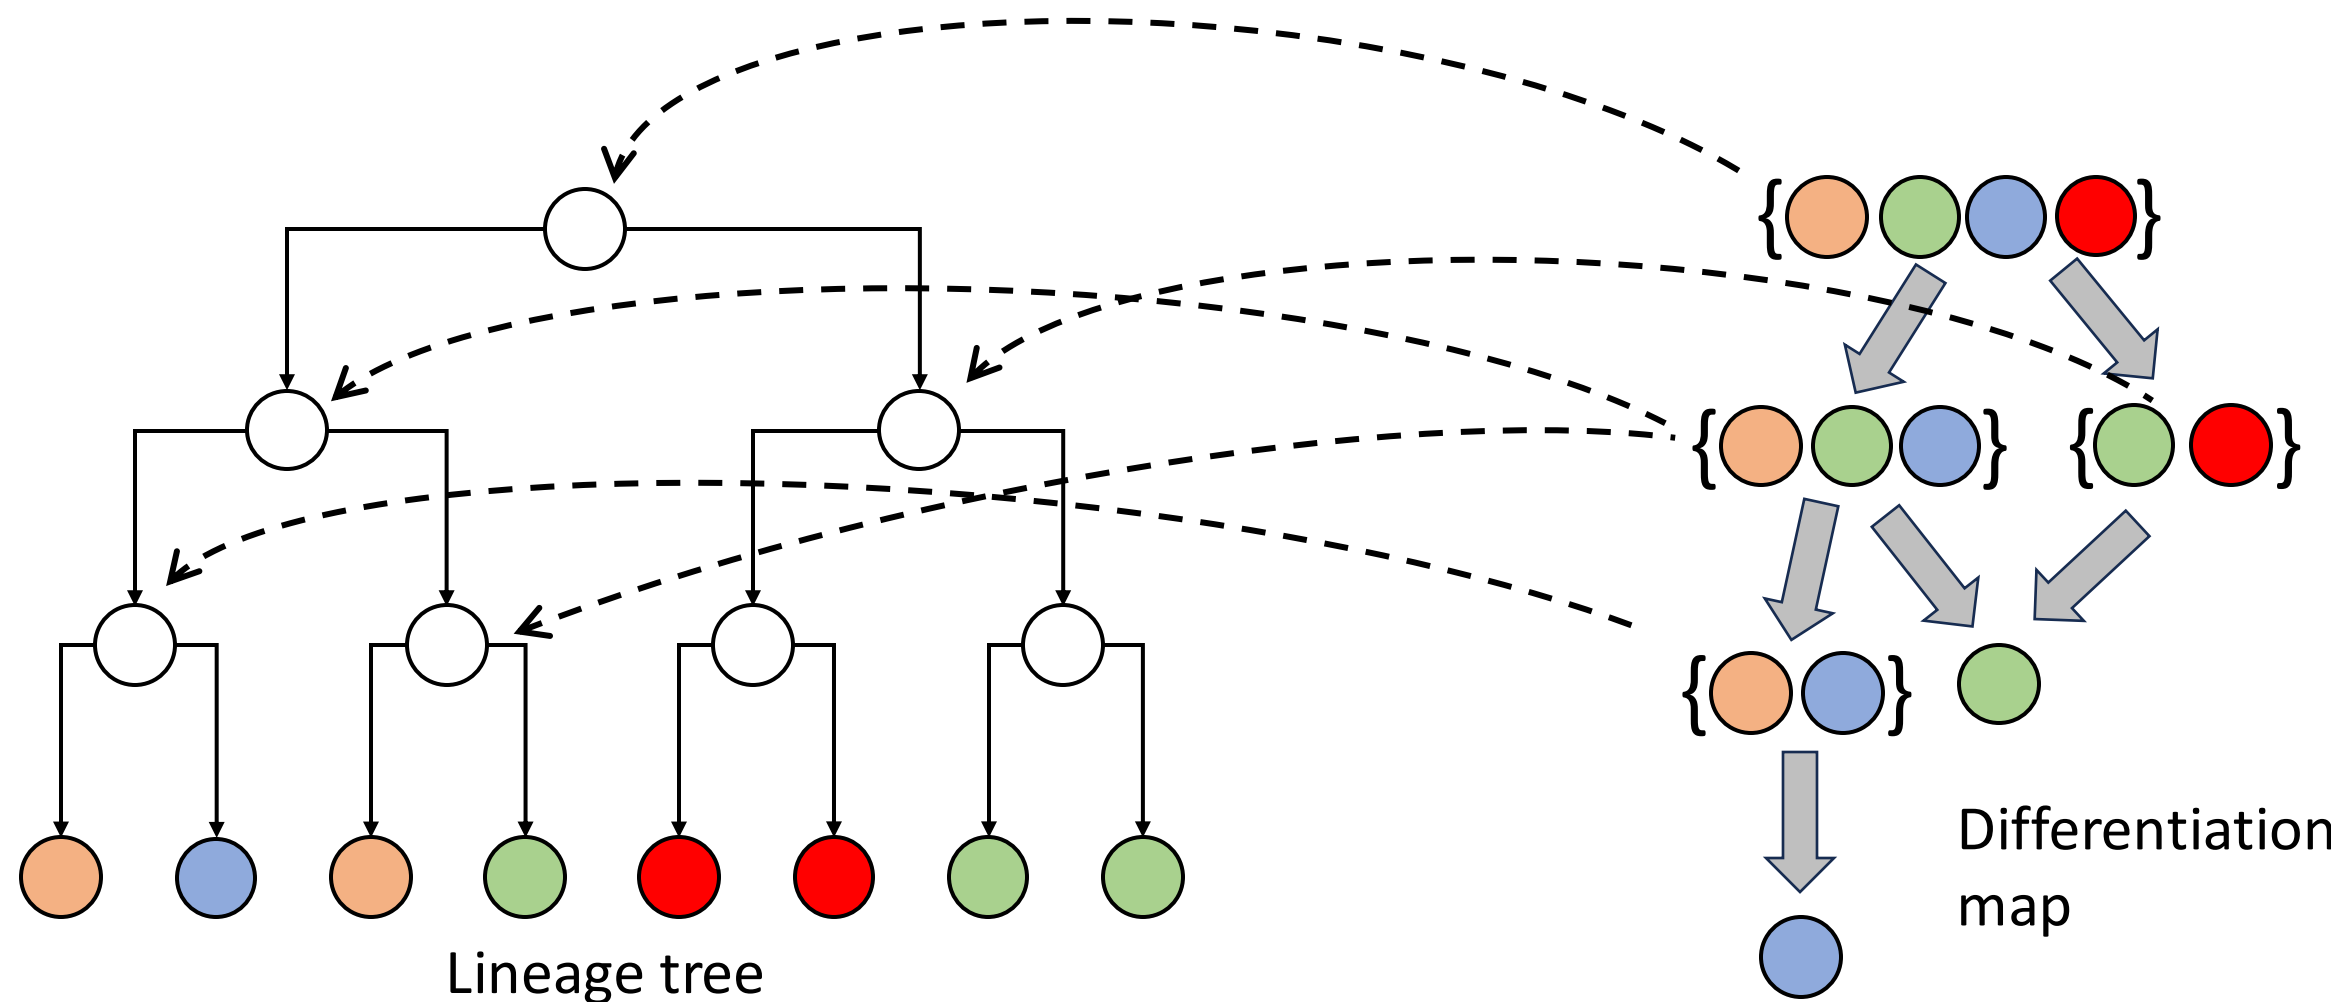 { }
{ } { }
{ }
Differentiation
map
Lineage tree